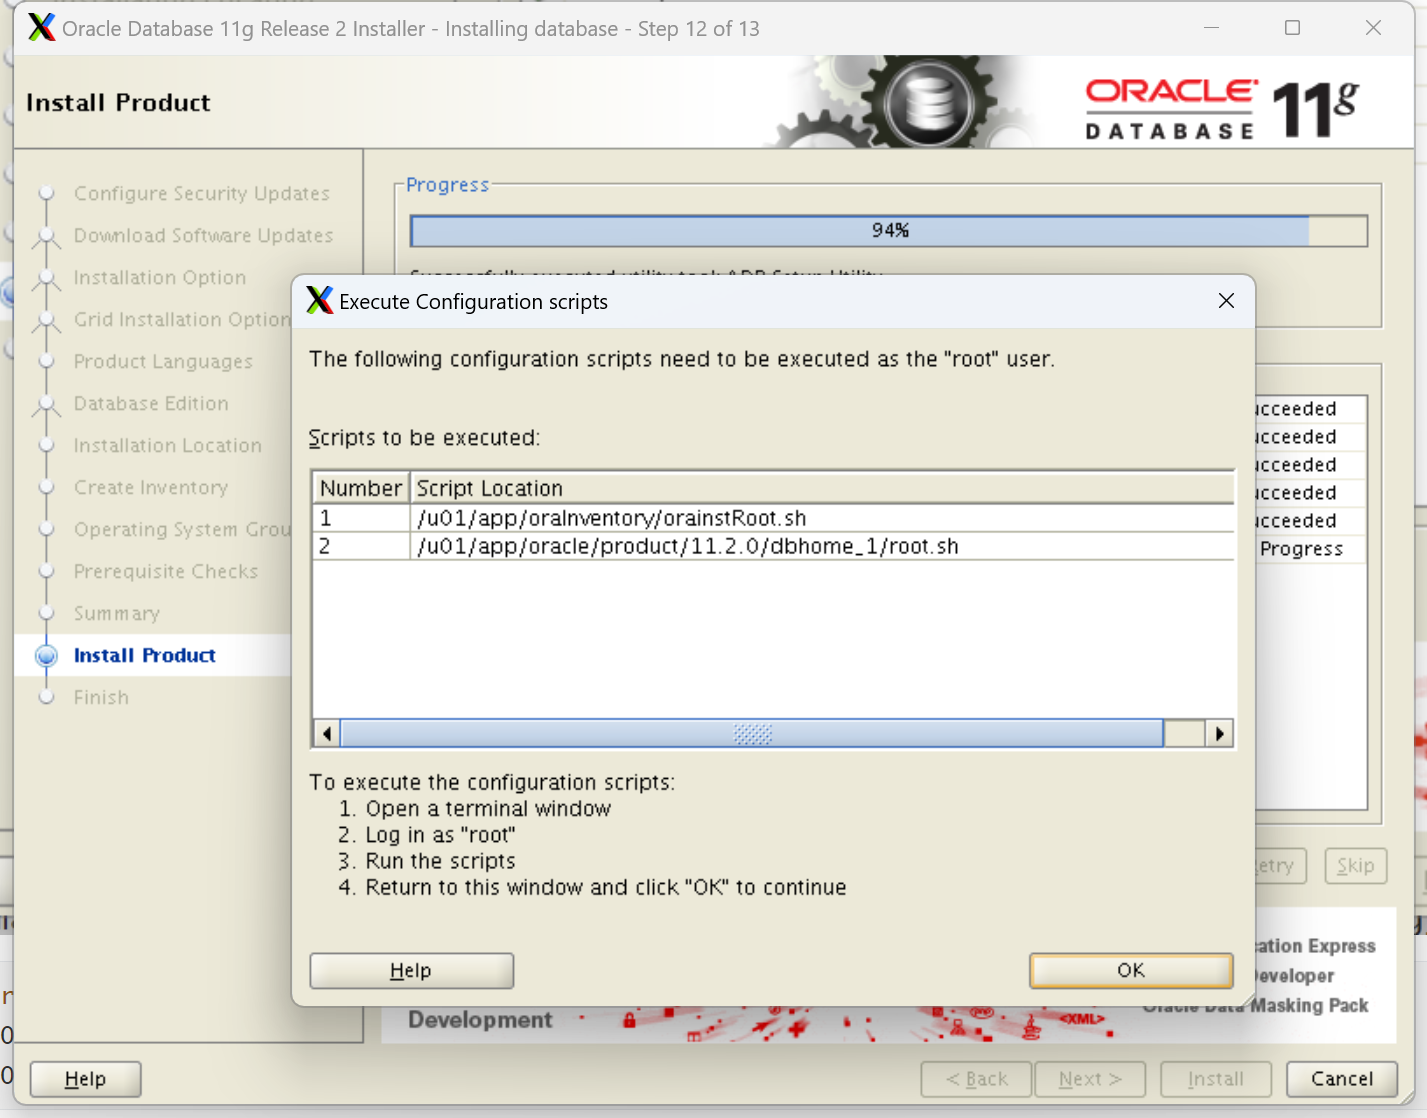 Oracle Database 11g Release 2 Installer - Installing database - Step 12 of 13
Install Product
ORACLE
DATABASE
11g
Configure Security Updates
Download Software Updates
Installation Option
Grid Installation Option
Product Languages
Database Edition
Installation Location
Create Inventory
Operating System Grou
Prerequisite Checks
Summary
Install Product
Finish
Progress
94%
Execute Configuration scripts
The following configuration scripts need to be executed as the "root" user.
Scripts to be executed:
Number Script Location
1 /u01/app/oraInventory/orainstRoot.sh
2 /u01/app/oracle/product/11.2.0/dbhome_1/root.sh
To execute the configuration scripts:
1. Open a terminal window
2. Log in as "root"
3. Run the scripts
4. Return to this window and click "OK" to continue
Help OK
ucceeded
ucceeded
ucceeded
ucceeded
ucceeded
Progress
etry Skip
ation Express
eveloper
Oracle Data Masking Pack
Development
<XML>
Help < Back Next > Install Cancel